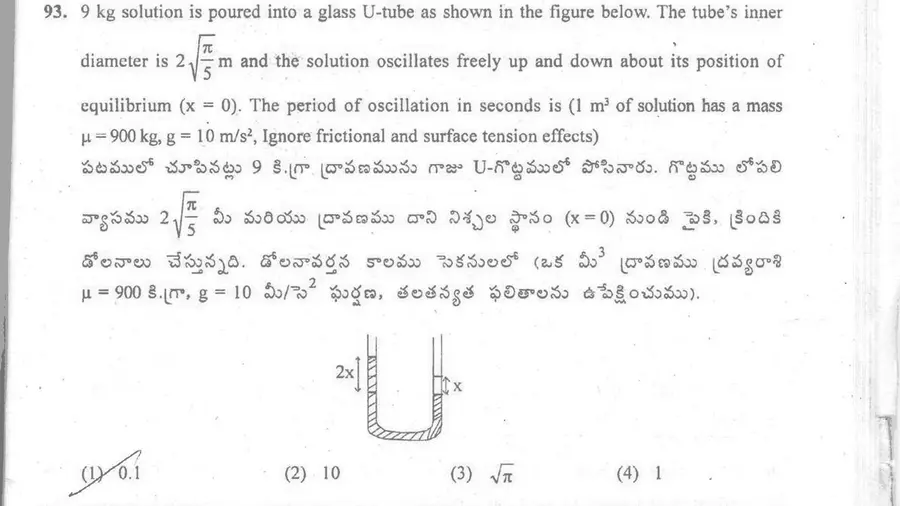 93. 9 kg solution is poured into a glass U-tube as shown in the figure below. The tube's inner
diameter is 2√(π/5) m and the solution oscillates freely up and down about its position of
equilibrium (x = 0). The period of oscillation in seconds is (1 m³ of solution has a mass
μ = 900 kg, g = 10 m/s², Ignore frictional and surface tension effects)
పటములో చూపినట్లు 9 కి.గ్రా ద్రావణమును గాజు U-గొట్టములో పోసినారు. గొట్టము లోపలి
వ్యాసము 2√(π/5) మీ మరియు ద్రావణము దాని నిశ్చల స్థానం (x = 0) నుండి పైకి, క్రిందికి
డోలనాలు చేస్తున్నది. డోలనావర్తన కాలము సెకనులలో (ఒక మీ³ ద్రావణము ద్రవ్యరాశి
μ = 900 కి.గ్రా, g = 10 మీ/సె² ఘర్షణ, తలతన్యత ఫలితాలను ఉపేక్షించుము).
2x x
(1) 0.1 (2) 10 (3) √π (4) 1